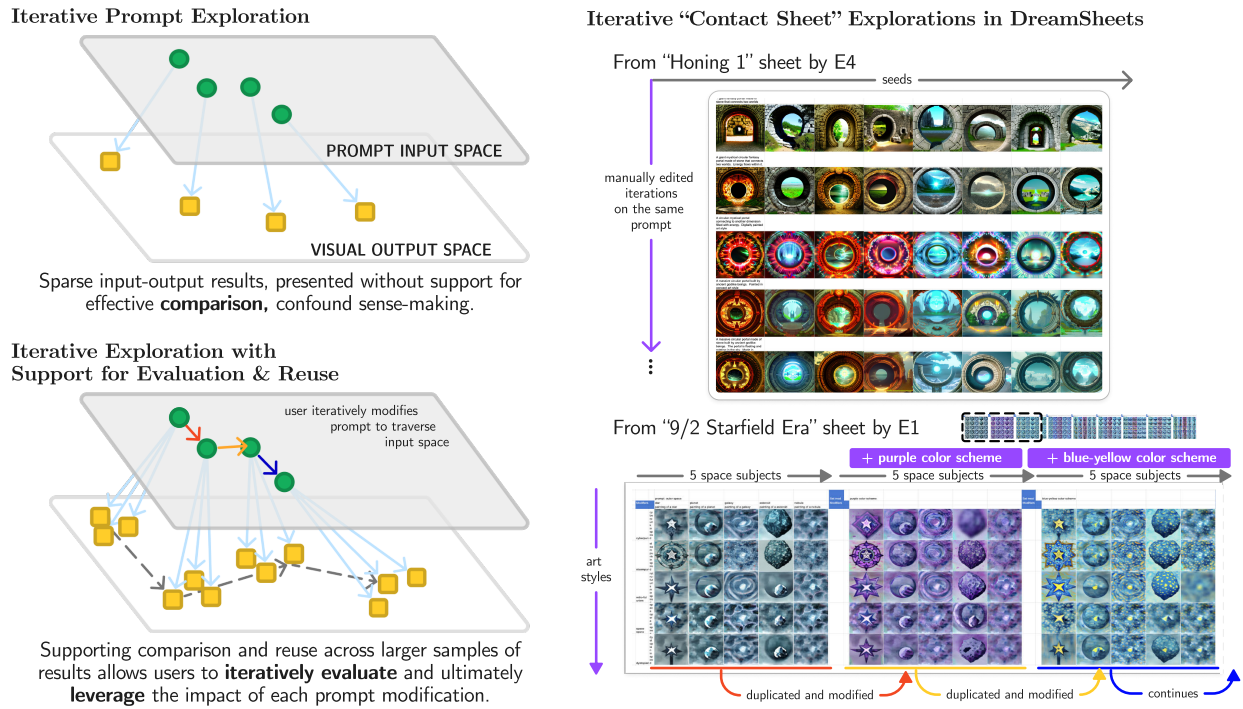 Iterative Prompt Exploration
PROMPT INPUT SPACE
VISUAL OUTPUT SPACE
Sparse input-output results, presented without support for
effective comparison, confound sense-making.
Iterative Exploration with
Support for Evaluation & Reuse
user iteratively modifies
prompt to traverse
input space
Supporting comparison and reuse across larger samples of
results allows users to iteratively evaluate and ultimately
leverage the impact of each prompt modification.
Iterative “Contact Sheet” Explorations in DreamSheets
From “Honing 1” sheet by E4
seeds
manually edited
iterations
on the same
prompt
From “9/2 Starfield Era” sheet by E1
+ purple color scheme
+ blue-yellow color scheme
5 space subjects
5 space subjects
5 space subjects
art
styles
duplicated and modified
duplicated and modified
continues